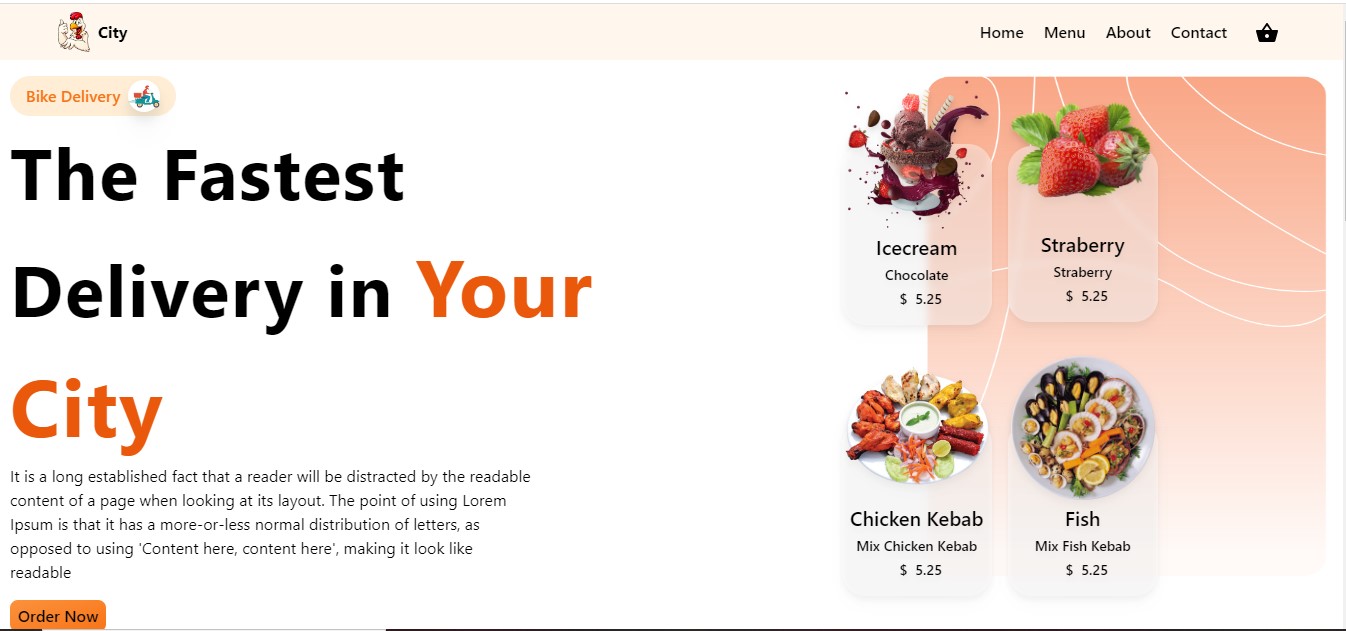 City
Home Menu About Contact
Bike Delivery
The Fastest
Delivery in Your
City
It is a long established fact that a reader will be distracted by the readable
content of a page when looking at its layout. The point of using Lorem
Ipsum is that it has a more-or-less normal distribution of letters, as
opposed to using 'Content here, content here', making it look like
readable
Order Now
Icecream
Chocolate
$ 5.25
Straberry
Straberry
$ 5.25
Chicken Kebab
Mix Chicken Kebab
$ 5.25
Fish
Mix Fish Kebab
$ 5.25